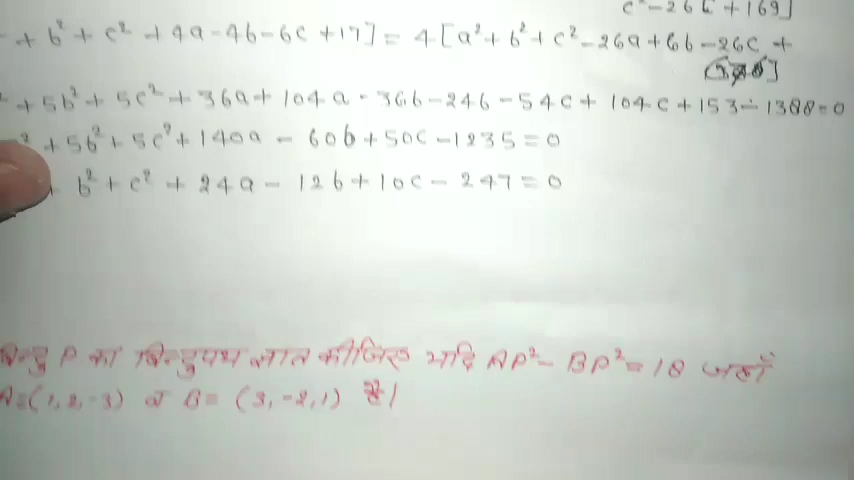 c² - 26c + 169]
+ b² + c² + 4a - 4b - 6c + 17] = 4 [a² + b² + c² - 26a + 6b - 26c +
+ 5b² + 5c² + 36a + 104a - 36b - 24b - 54c + 104c + 153 - 1388 = 0
+ 5b² + 5c² + 140a - 60b + 50c - 1235 = 0
b² + c² + 24a - 12b + 10c - 247 = 0
बिन्दु P का बिन्दुपथ ज्ञात कीजिए यदि AP² - BP² = 18 जहाँ
A = (1, 2, -3) व B = (3, -2, 1) है।